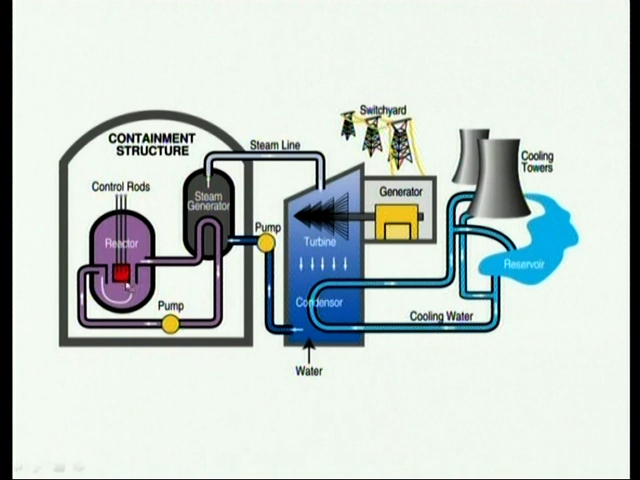 Switchyard
CONTAINMENT
STRUCTURE
Steam Line
Cooling
Towers
Control Rods
Steam
Generator
Generator
Pump
Reactor
Turbine
Reservoir
Pump
Condensor
Cooling Water
Water